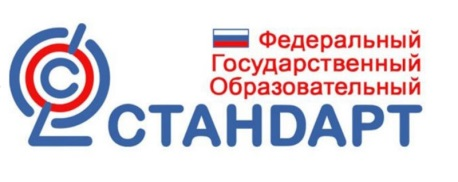 Федеральный
Государственный
Образовательный
СТАНДАРТ